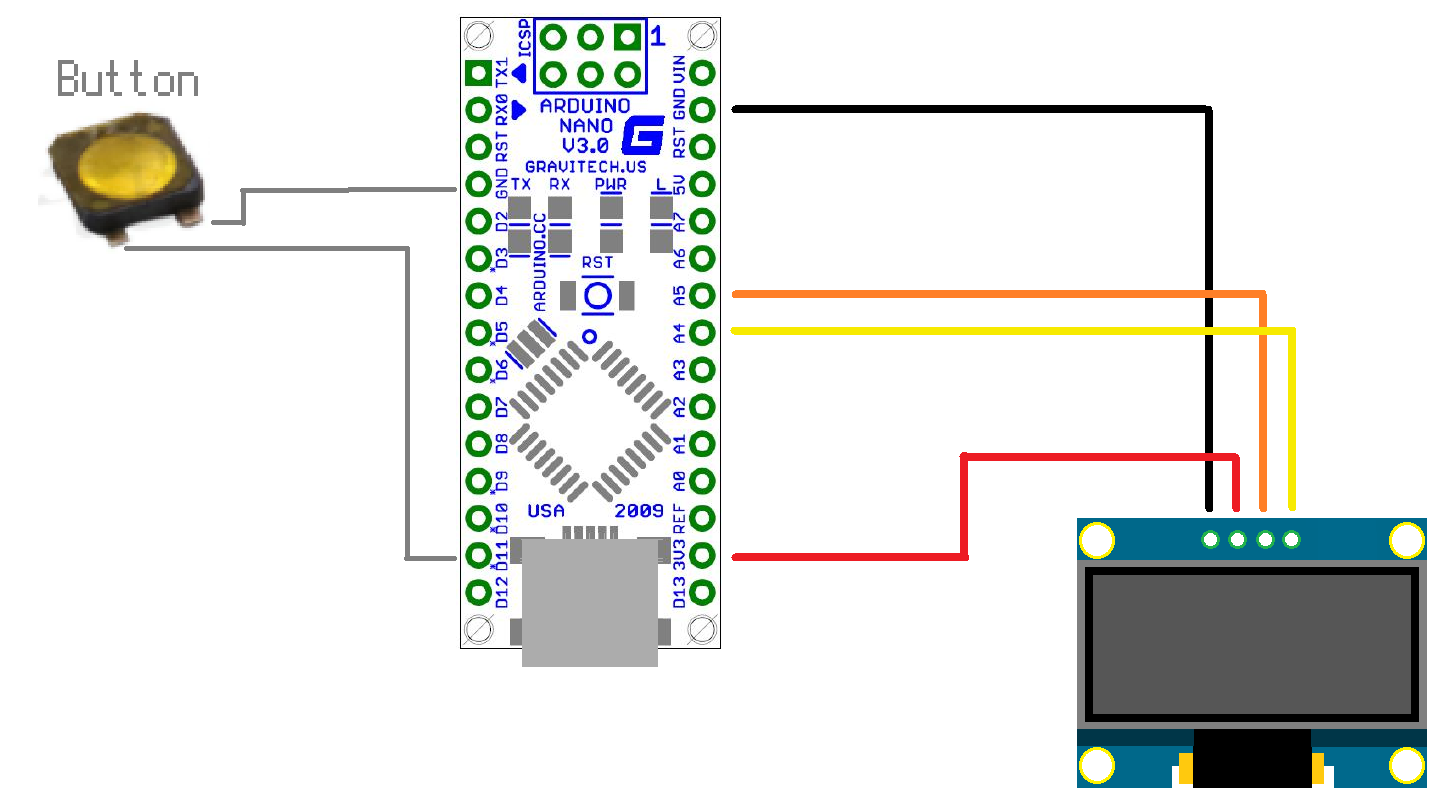 Button
ICSP
1
TX1
RX0
RST
GND
D2
*D3
D4
*D5
*D6
D7
D8
*D9
*D10
*D11
D12
ARDUINO
NANO
V3.0
G
GRAVITECH.US
TX RX PWR L
ARDUINO.CC
RST
USA 2009
VIN
GND
RST
5V
A7
A6
A5
A4
A3
A2
A1
A0
REF
3V3
D13